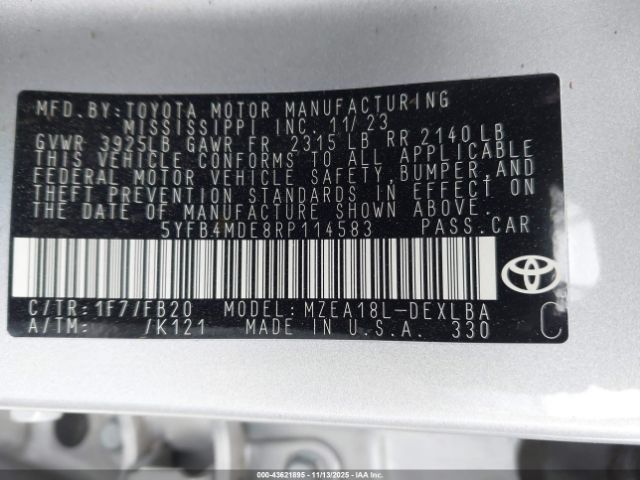 MFD.BY:TOYOTA MOTOR MANUFACTURING
MISSISSIPPI INC. 11/23
GVWR 3925LB GAWR FR 2315 LB RR 2140 LB
THIS VEHICLE CONFORMS TO ALL APPLICABLE
FEDERAL MOTOR VEHICLE SAFETY,BUMPER,AND
THEFT PREVENTION STANDARDS IN EFFECT ON
THE DATE OF MANUFACTURE SHOWN ABOVE.
5YFB4MDE8RP114583 PASS.CAR
C/TR:1F7/FB20 MODEL:MZEA18L-DEXLBA
A/TM: /K121 MADE IN U.S.A. 330
C
000-43621895 - 11/13/2025 - IAAI.COM